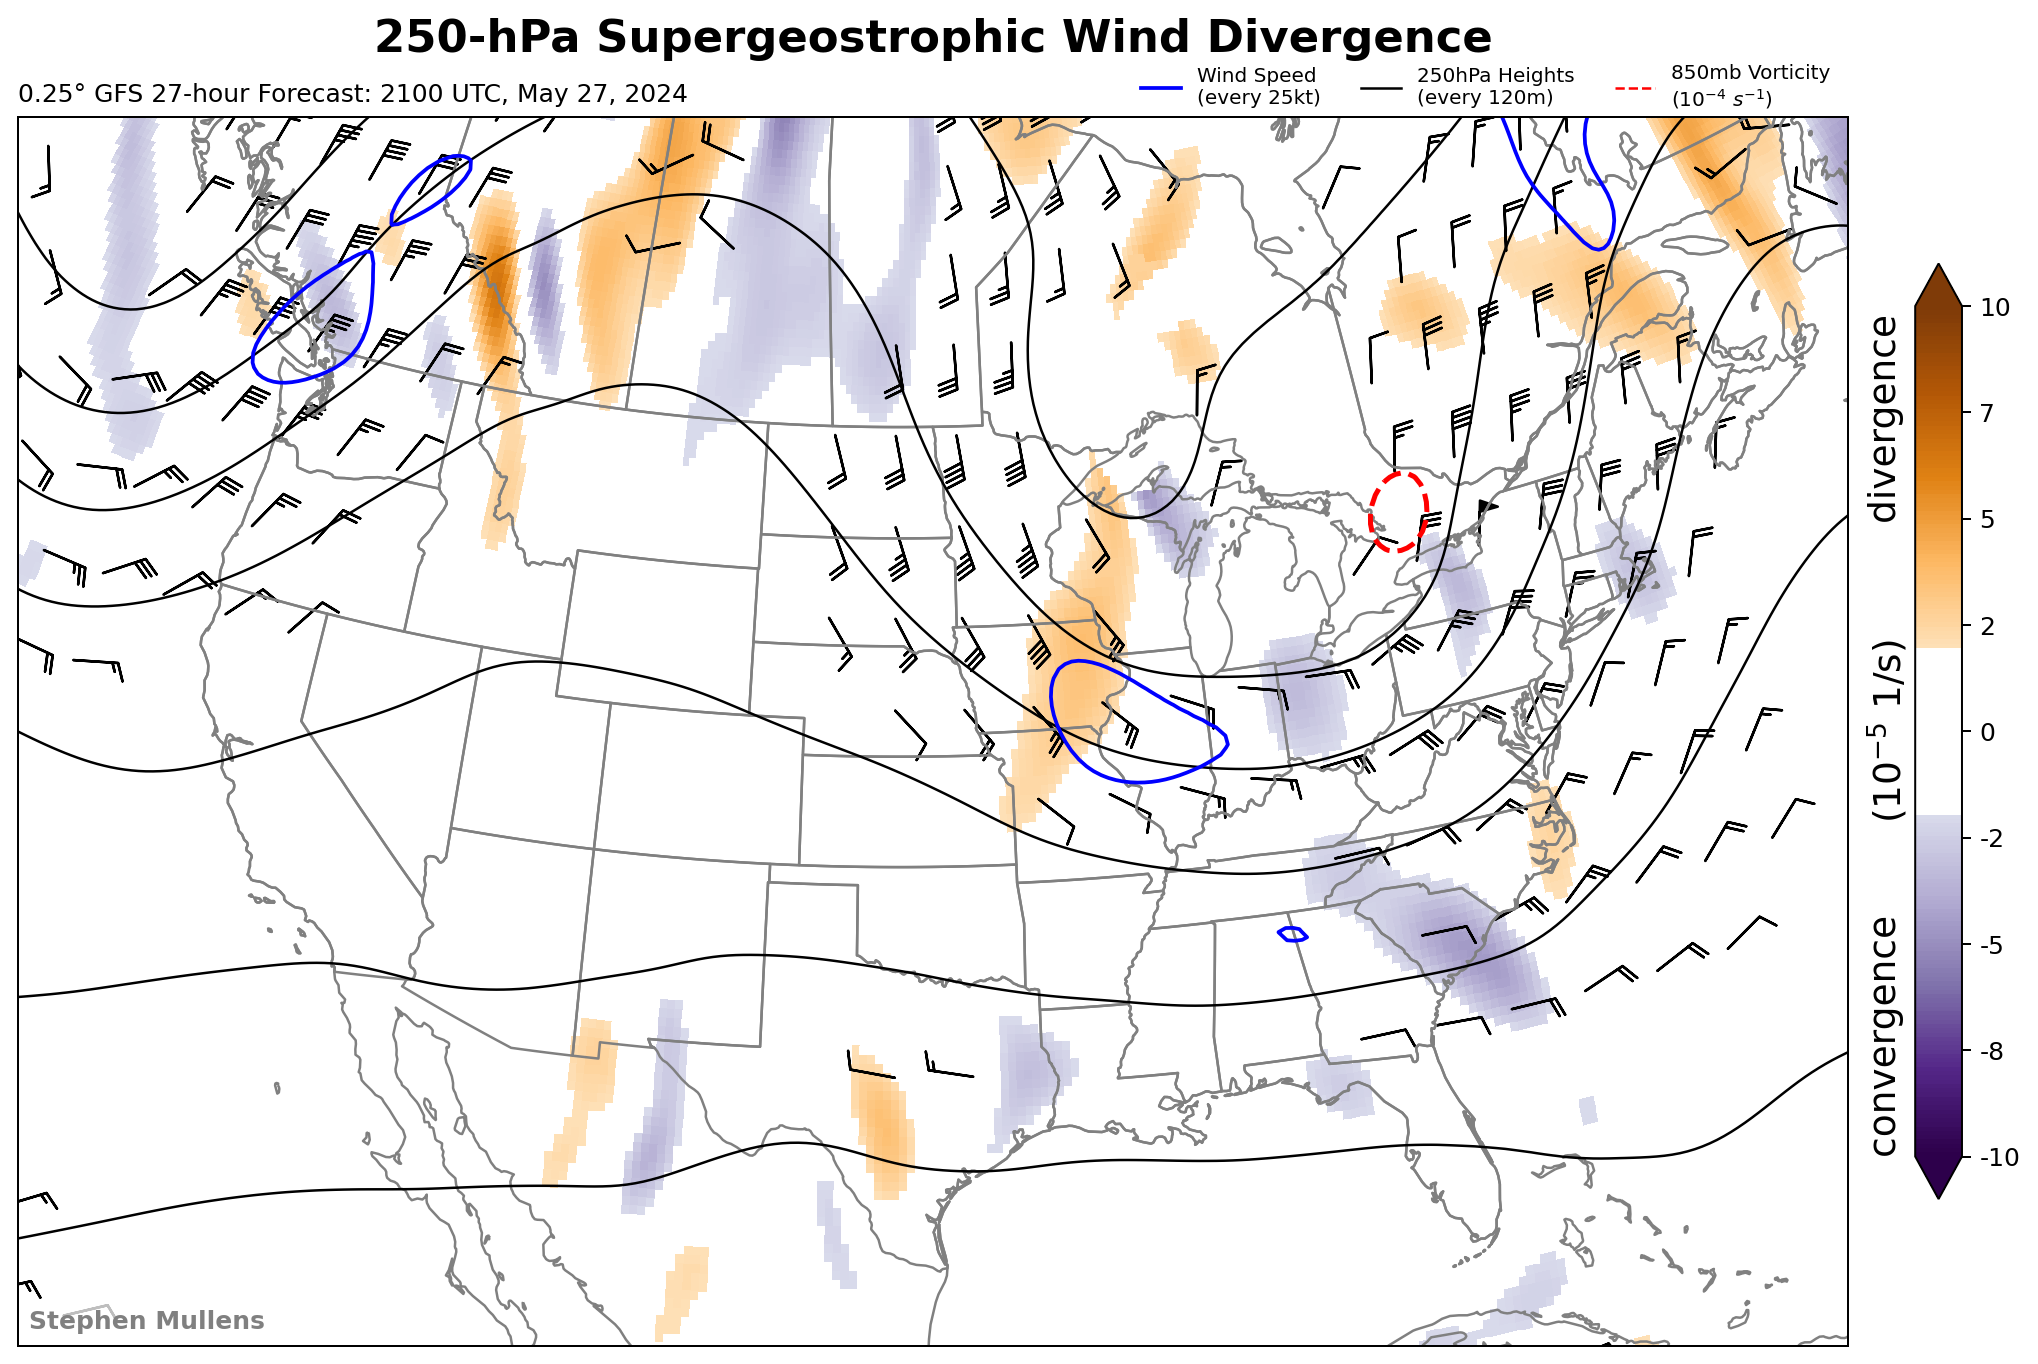 250-hPa Supergeostrophic Wind Divergence
0.25° GFS 27-hour Forecast: 2100 UTC, May 27, 2024
Wind Speed
(every 25kt)
250hPa Heights
(every 120m)
850mb Vorticity
(10⁻⁴ s⁻¹)
10
7
5
2
0
-2
-5
-8
-10
convergence (10⁻⁵ 1/s) divergence
Stephen Mullens